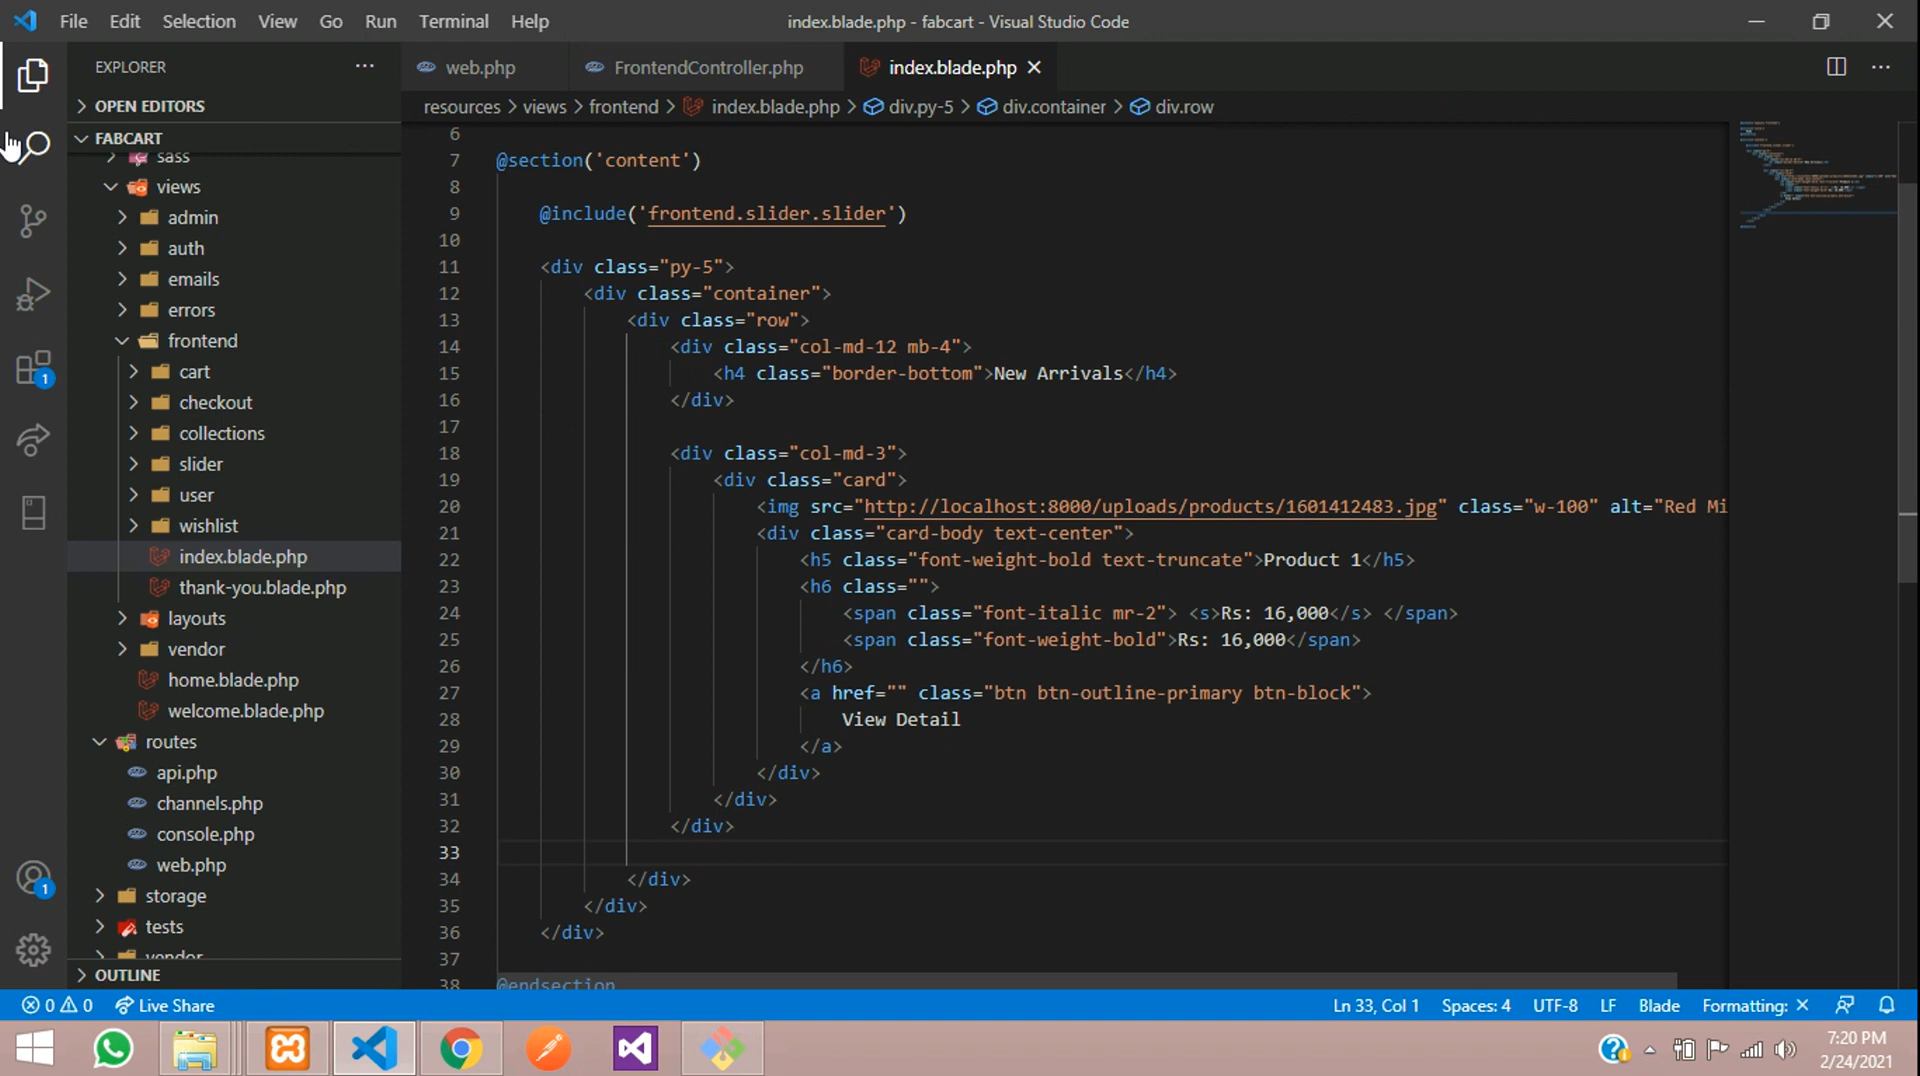 File Edit Selection View Go Run Terminal Help
index.blade.php - fabcart - Visual Studio Code
EXPLORER
web.php
FrontendController.php
index.blade.php
OPEN EDITORS
resources > views > frontend > index.blade.php > div.py-5 > div.container > div.row
FABCART
sass
views
admin
auth
emails
errors
frontend
cart
checkout
collections
slider
user
wishlist
index.blade.php
thank-you.blade.php
layouts
vendor
home.blade.php
welcome.blade.php
routes
api.php
channels.php
console.php
web.php
storage
tests
vendor
OUTLINE
1
1
6
7 @section('content')
8
9 @include('frontend.slider.slider')
10
11 <div class="py-5">
12 <div class="container">
13 <div class="row">
14 <div class="col-md-12 mb-4">
15 <h4 class="border-bottom">New Arrivals</h4>
16 </div>
17
18 <div class="col-md-3">
19 <div class="card">
20 <img src="http://localhost:8000/uploads/products/1601412483.jpg" class="w-100" alt="Red Mi
21 <div class="card-body text-center">
22 <h5 class="font-weight-bold text-truncate">Product 1</h5>
23 <h6 class="">
24 <span class="font-italic mr-2"> <s>Rs: 16,000</s> </span>
25 <span class="font-weight-bold">Rs: 16,000</span>
26 </h6>
27 <a href="" class="btn btn-outline-primary btn-block">
28 View Detail
29 </a>
30 </div>
31 </div>
32 </div>
33
34 </div>
35 </div>
36 </div>
37
38 @endsection
0 0 Live Share
Ln 33, Col 1 Spaces: 4 UTF-8 LF Blade Formatting: ×
7:20 PM
2/24/2021